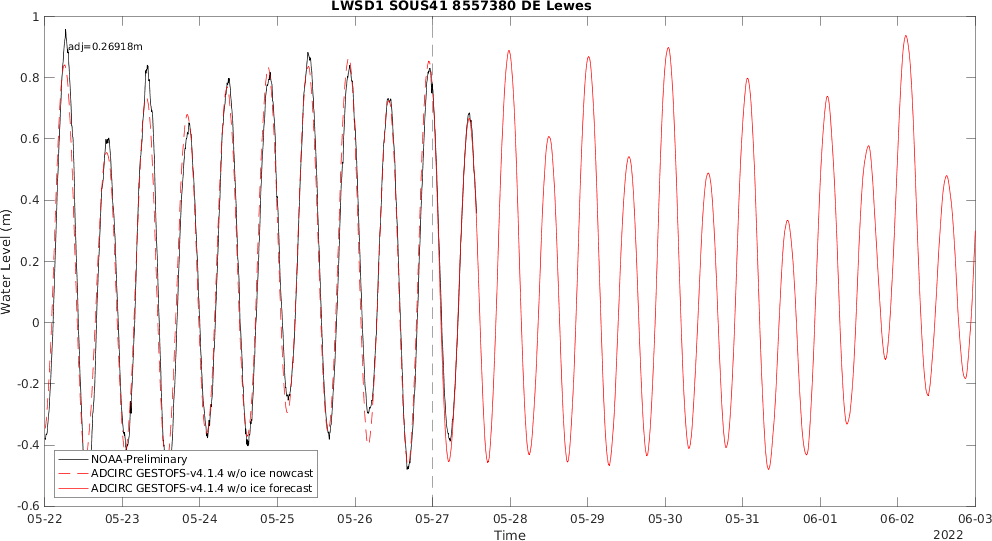 LWSD1 SOUS41 8557380 DE Lewes
adj=0.26918m
Water Level (m)
1
0.8
0.6
0.4
0.2
0
-0.2
-0.4
-0.6
NOAA-Preliminary
ADCIRC GESTOFS-v4.1.4 w/o ice nowcast
ADCIRC GESTOFS-v4.1.4 w/o ice forecast
05-22 05-23 05-24 05-25 05-26 05-27 05-28 05-29 05-30 05-31 06-01 06-02 06-03
Time
2022